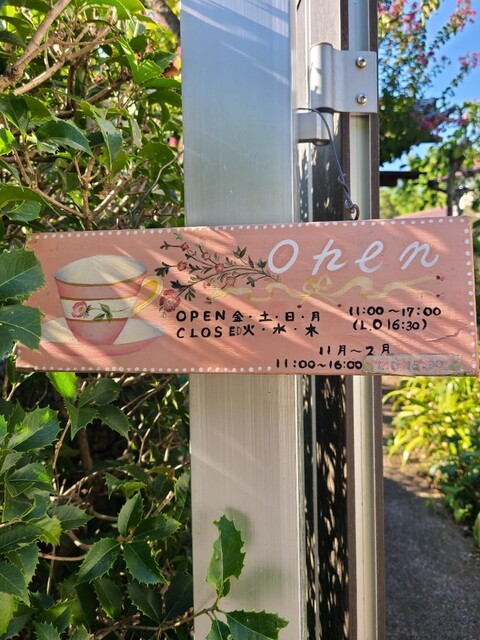 Open
OPEN 金・土・日・月 11:00～17:00
CLOSED 火・水・木 (L.O 16:30)
11月～2月
11:00～16:00